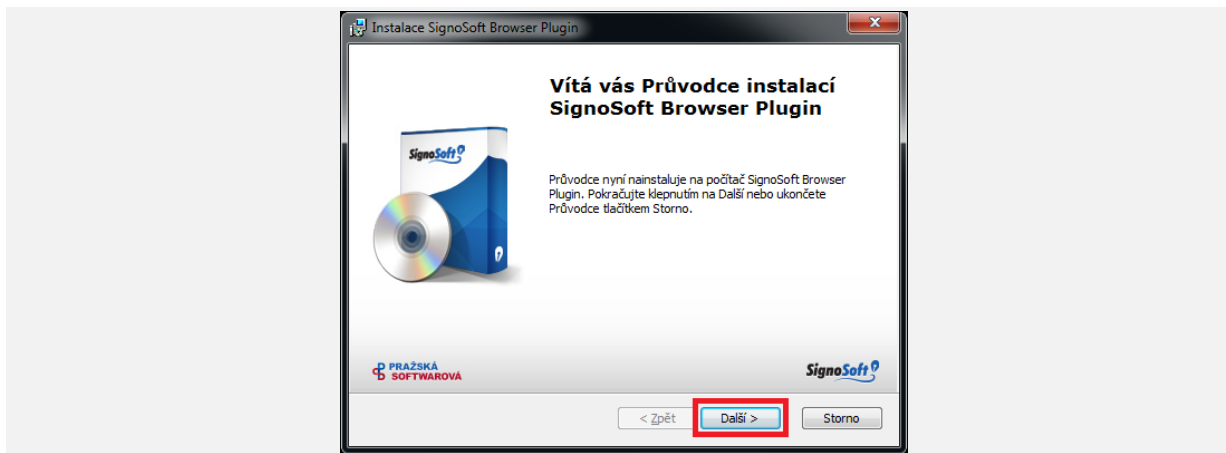 Instalace SignoSoft Browser Plugin
Vítá vás Průvodce instalací
SignoSoft Browser Plugin
SignoSoft
Průvodce nyní nainstaluje na počítač SignoSoft Browser
Plugin. Pokračujte klepnutím na Další nebo ukončete
Průvodce tlačítkem Storno.
PRAŽSKÁ
SOFTWAROVÁ
SignoSoft
< Zpět
Další >
Storno